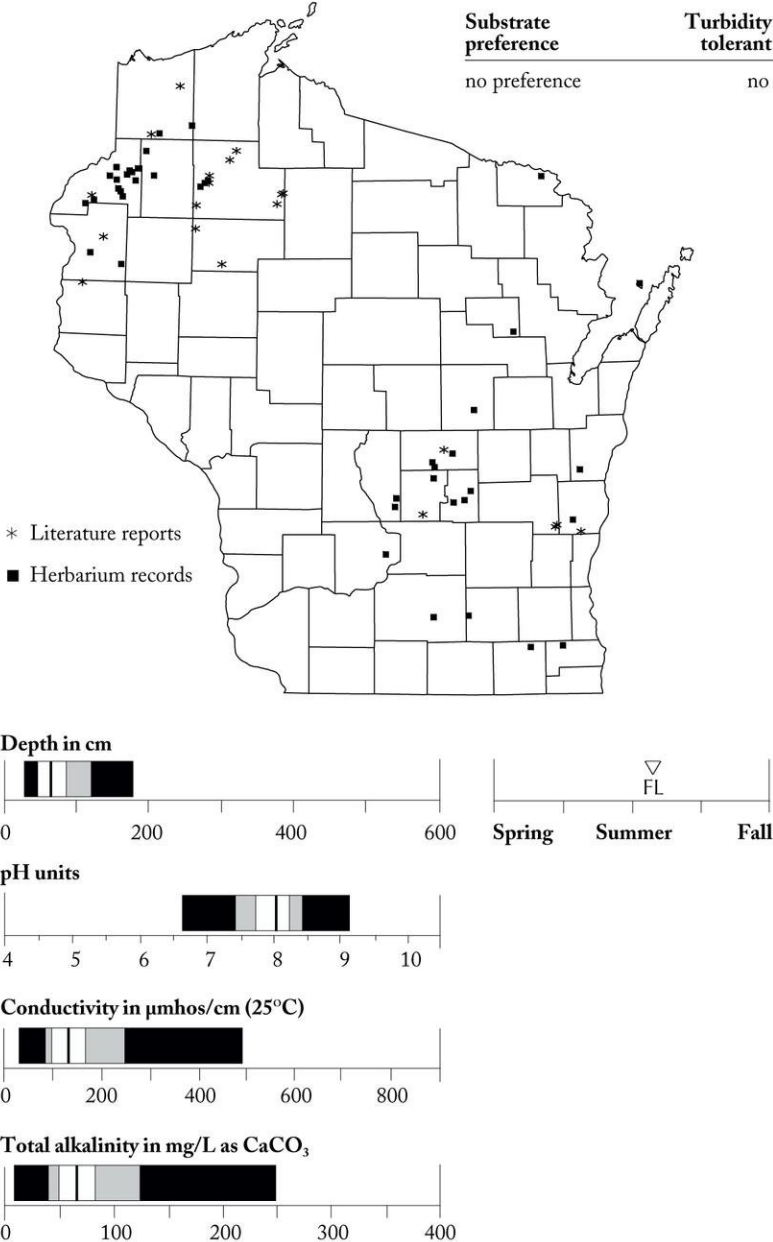 Substrate preference
Turbidity tolerant
no preference
no
* Literature reports
■ Herbarium records
Depth in cm
0 200 400 600
FL
Spring Summer Fall
pH units
4 5 6 7 8 9 10
Conductivity in µmhos/cm (25°C)
0 200 400 600 800
Total alkalinity in mg/L as CaCO₃
0 100 200 300 400